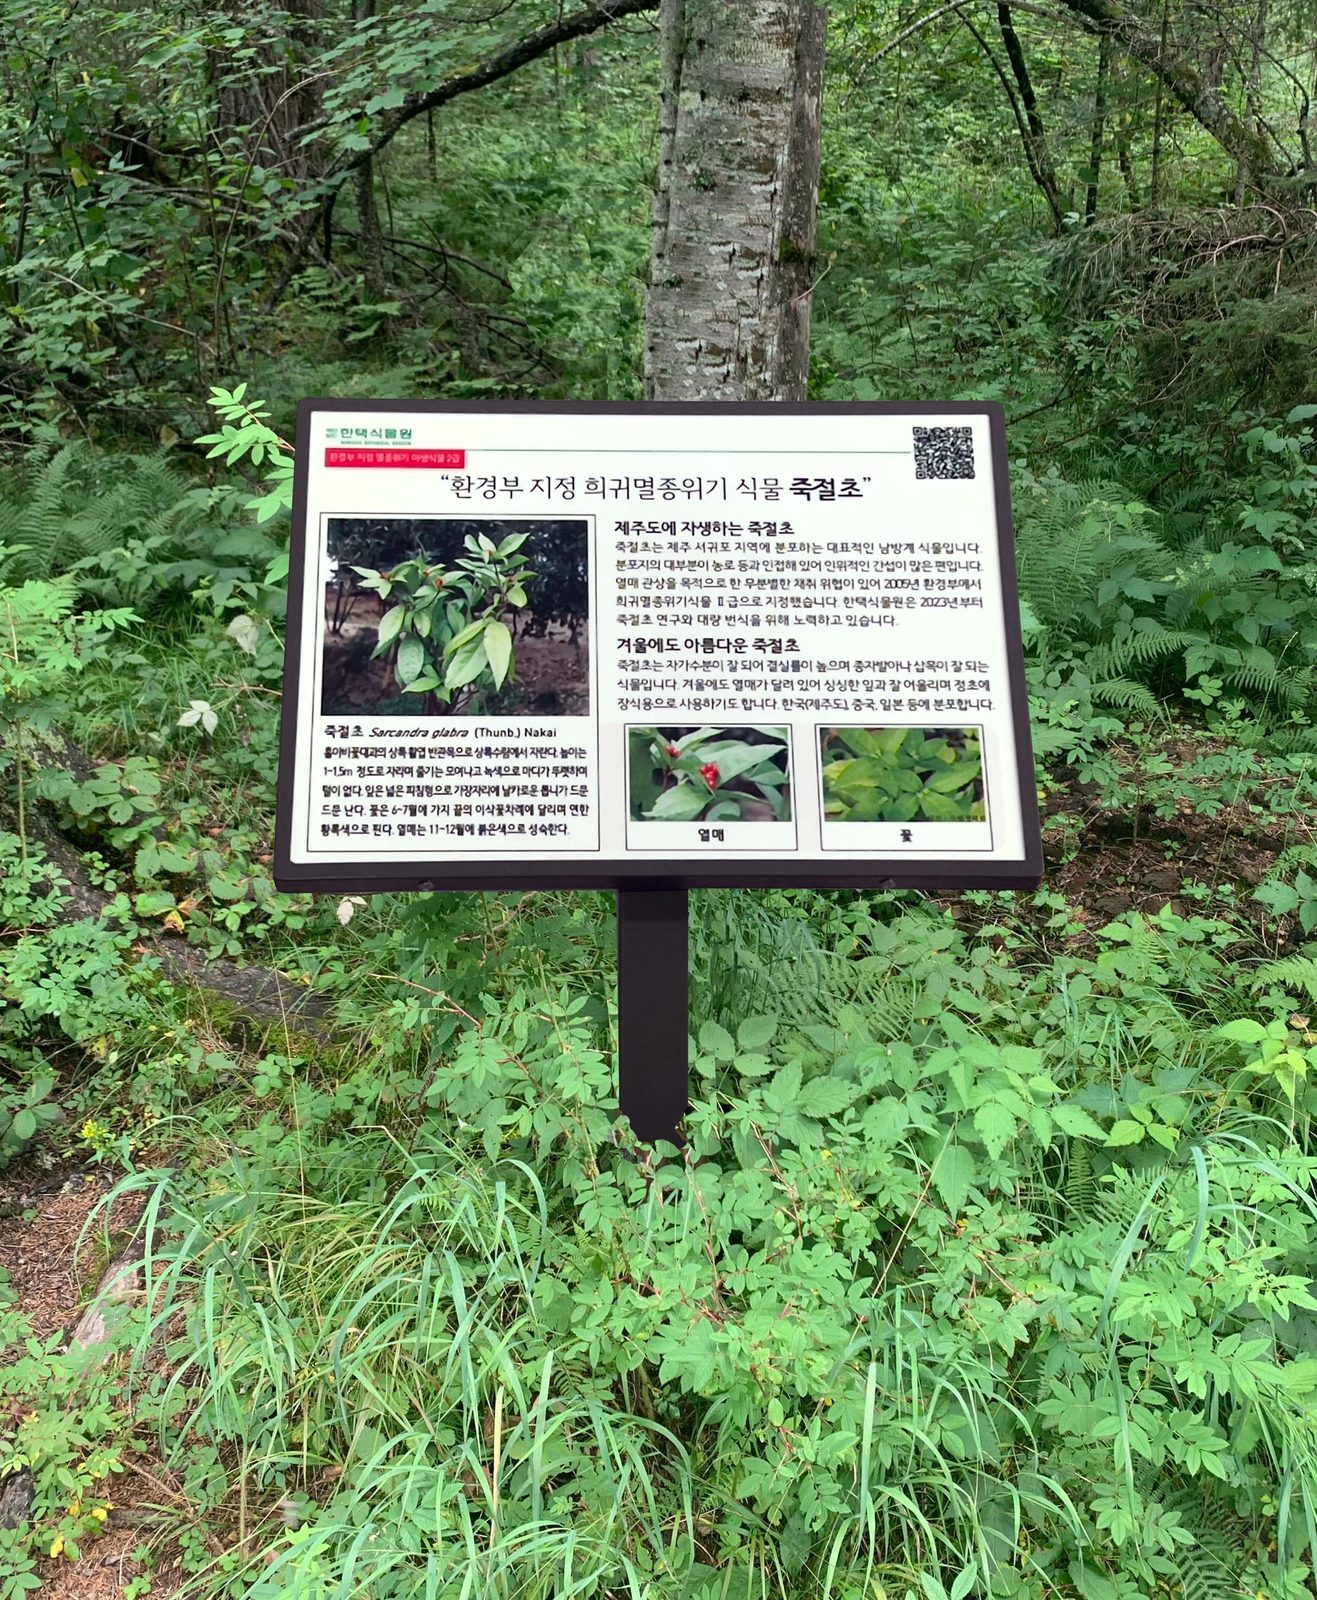 한택식물원
HANTAEK BOTANICAL GARDEN
환경부 지정 멸종위기 야생식물 2급
“환경부 지정 희귀멸종위기 식물 죽절초”
죽절초 Sarcandra glabra (Thunb.) Nakai
홀아비꽃대과의 상록활엽 반관목으로 상록수림에서 자란다. 높이는
1~1.5m 정도로 자라며 줄기는 모여나고 녹색으로 마디가 뚜렷하며
털이 없다. 잎은 넓은 피침형으로 가장자리에 날카로운 톱니가 드문
드문 난다. 꽃은 6~7월에 가지 끝의 이삭꽃차례에 달리며 연한
황록색으로 핀다. 열매는 11~12월에 붉은색으로 성숙한다.
제주도에 자생하는 죽절초
죽절초는 제주 서귀포 지역에 분포하는 대표적인 남방계 식물입니다.
분포지의 대부분이 농로 등과 인접해 있어 인위적인 간섭이 많은 편입니다.
열매 관상을 목적으로 한 무분별한 채취 위협이 있어 2005년 환경부에서
희귀멸종위기식물 Ⅱ급으로 지정했습니다. 한택식물원은 2023년부터
죽절초 연구와 대량 번식을 위해 노력하고 있습니다.
겨울에도 아름다운 죽절초
죽절초는 자가수분이 잘 되어 결실률이 높으며 종자발아나 삽목이 잘 되는
식물입니다. 겨울에도 열매가 달려 있어 싱싱한 잎과 잘 어울리며 정초에
장식용으로 사용하기도 합니다. 한국(제주도), 중국, 일본 등에 분포합니다.
열매
꽃